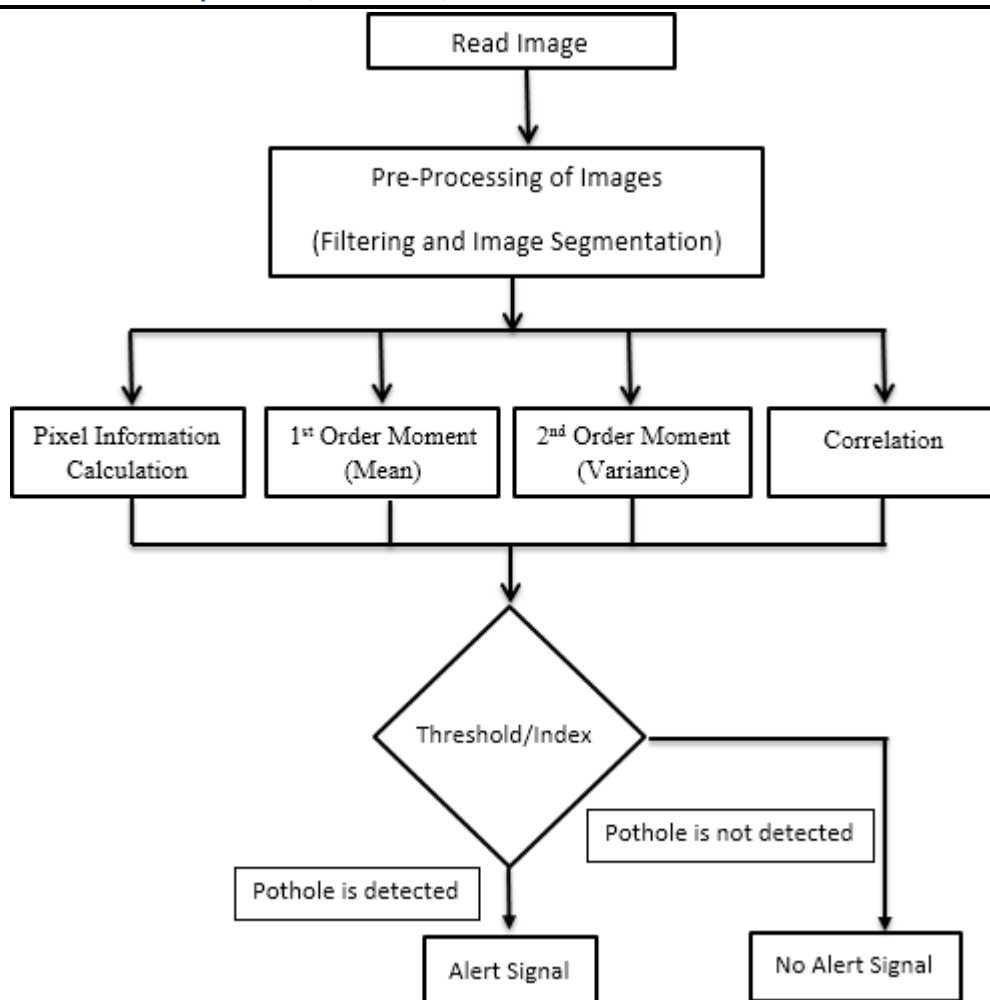 Read Image
Pre-Processing of Images
(Filtering and Image Segmentation)
Pixel Information
Calculation
1st Order Moment
(Mean)
2nd Order Moment
(Variance)
Correlation
Threshold/Index
Pothole is not detected
Pothole is detected
Alert Signal
No Alert Signal